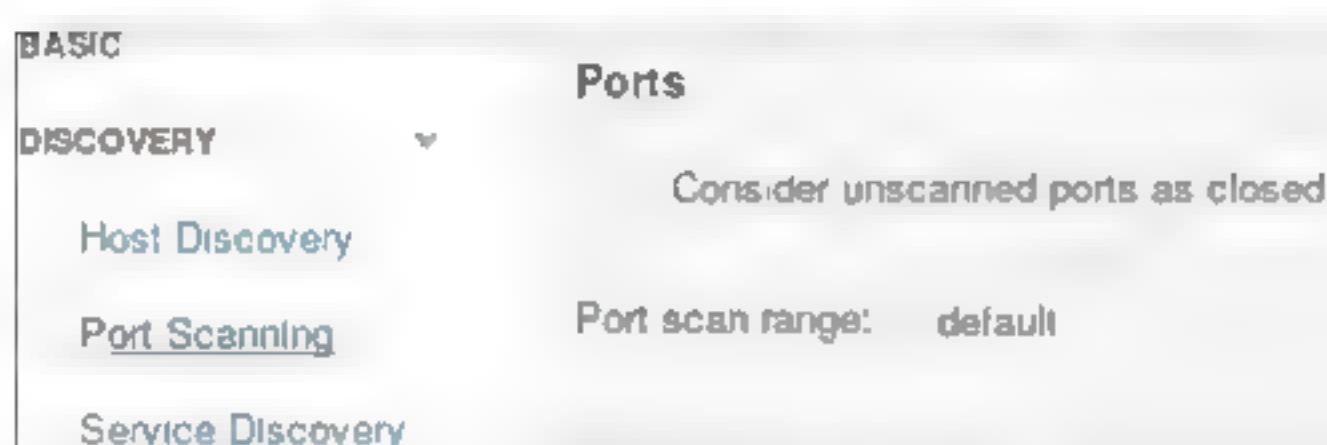 BASIC
DISCOVERY
Host Discovery
Port Scanning
Service Discovery
Ports
Consider unscanned ports as closed
Port scan range: default